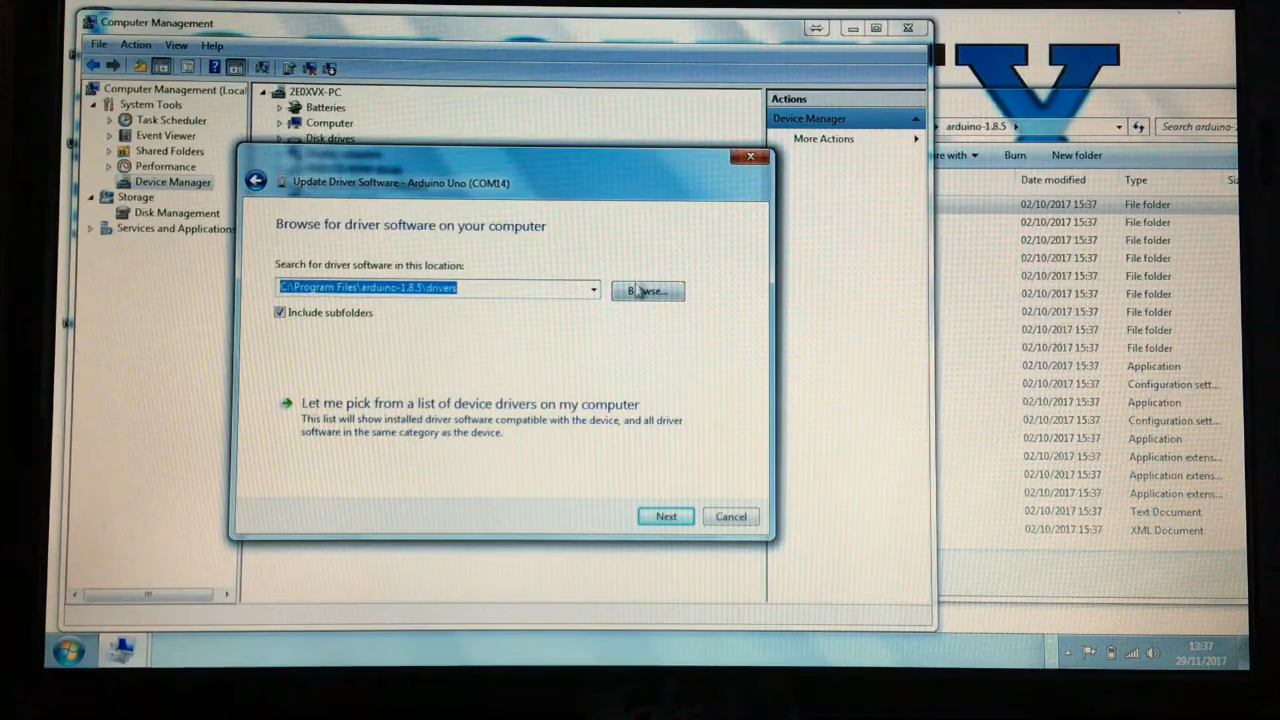 Computer Management
File Action View Help
Computer Management (Local
System Tools
Task Scheduler
Event Viewer
Shared Folders
Performance
Device Manager
Storage
Disk Management
Services and Applications
2E0XVX-PC
Batteries
Computer
Disk drives
Actions
Device Manager
More Actions
Update Driver Software - Arduino Uno (COM14)
Browse for driver software on your computer
Search for driver software in this location:
C:\Program Files\arduino-1.8.5\drivers
Browse...
Include subfolders
Let me pick from a list of device drivers on my computer
This list will show installed driver software compatible with the device, and all driver
software in the same category as the device.
Next Cancel
V
arduino-1.8.5 Search arduino-
re with Burn New folder
Date modified Type Si
02/10/2017 15:37 File folder
02/10/2017 15:37 File folder
02/10/2017 15:37 File folder
02/10/2017 15:37 File folder
02/10/2017 15:37 File folder
02/10/2017 15:37 File folder
02/10/2017 15:37 File folder
02/10/2017 15:37 File folder
02/10/2017 15:37 File folder
02/10/2017 15:37 Application
02/10/2017 15:37 Configuration sett...
02/10/2017 15:37 Application
02/10/2017 15:37 Configuration sett...
02/10/2017 15:37 Application
02/10/2017 15:37 Application extens...
02/10/2017 15:37 Application extens...
02/10/2017 15:37 Application extens...
02/10/2017 15:37 Text Document
02/10/2017 15:37 XML Document
13:37
29/11/2017